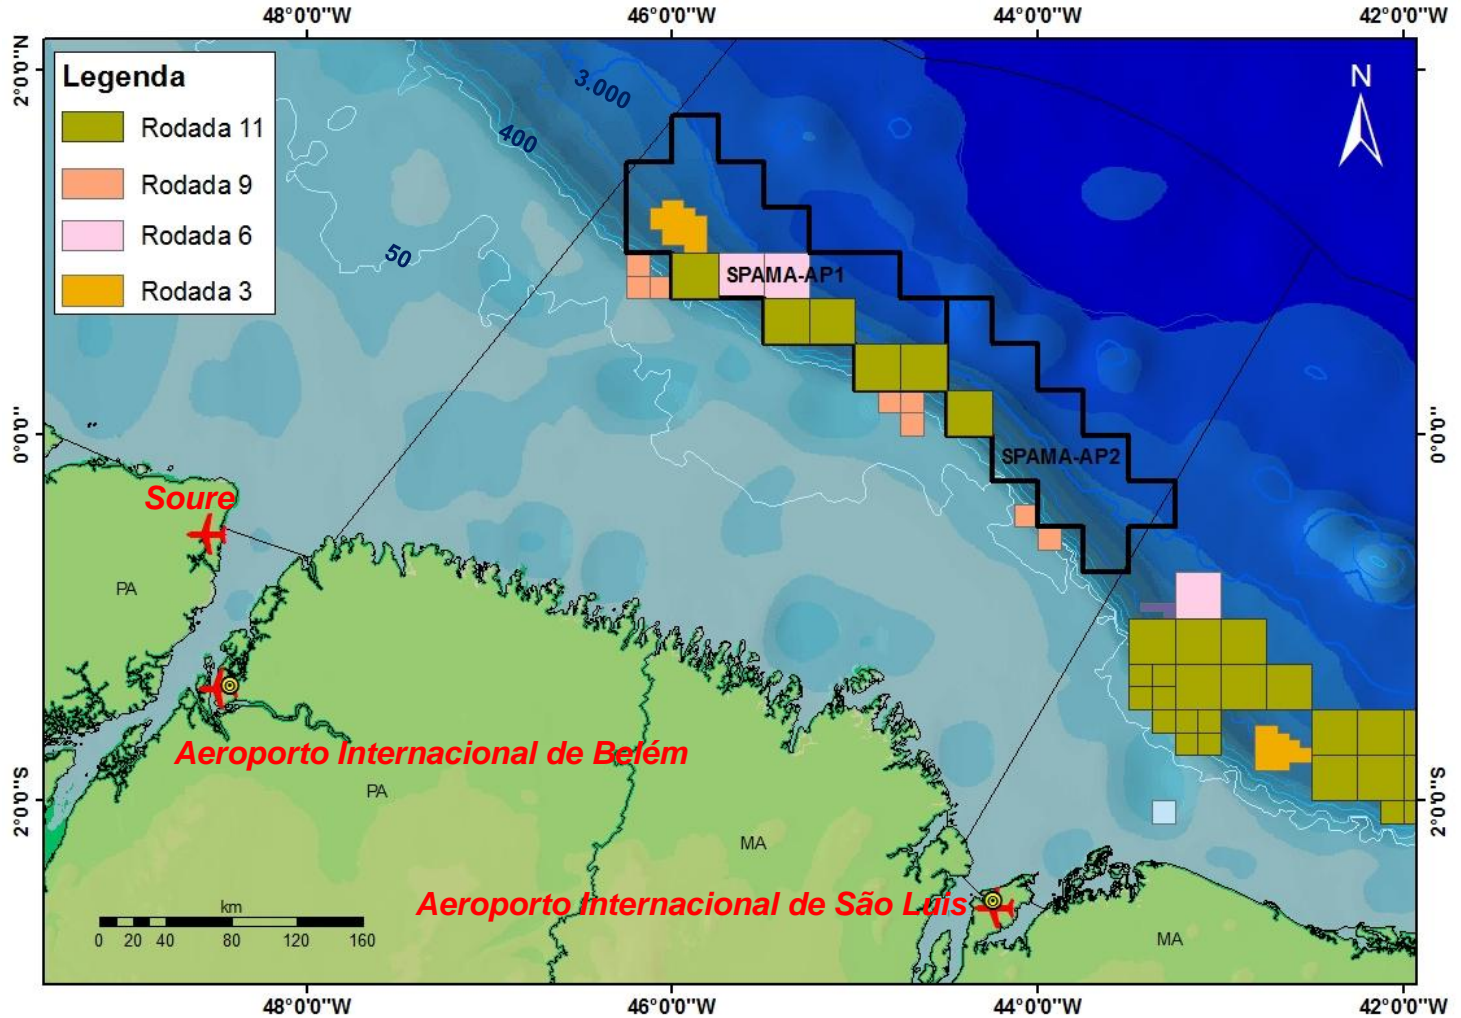 48°0'0"W 46°0'0"W 44°0'0"W 42°0'0"W
2°0'0"N
Legenda
Rodada 11
Rodada 9
Rodada 6
Rodada 3
3.000
400
50
N
SPAMA-AP1
SPAMA-AP2
0°0'0"
0°0'0"
Soure
PA
Aeroporto Internacional de Belém
PA
2°0'0"S
2°0'0"S
MA
Aeroporto Internacional de São Luis
MA
km
0 20 40 80 120 160
48°0'0"W 46°0'0"W 44°0'0"W 42°0'0"W